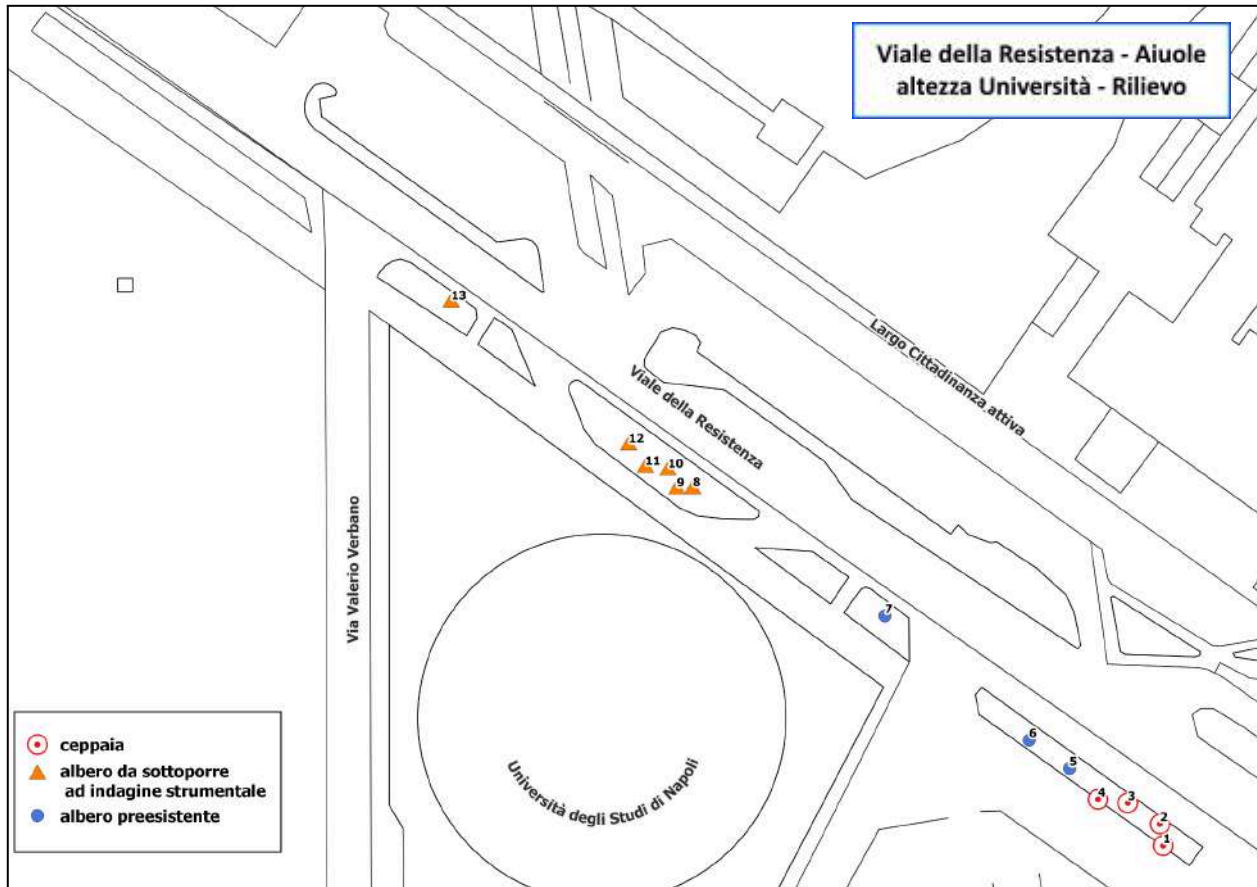 Viale della Resistenza - Aiuole
altezza Università - Rilievo
13
Largo Cittadinanza attiva
Viale della Resistenza
12
11
10
9
8
Via Valerio Verbano
7
Università degli Studi di Napoli
6
5
4
3
2
1
ceppaia
albero da sottoporre
ad indagine strumentale
albero preesistente